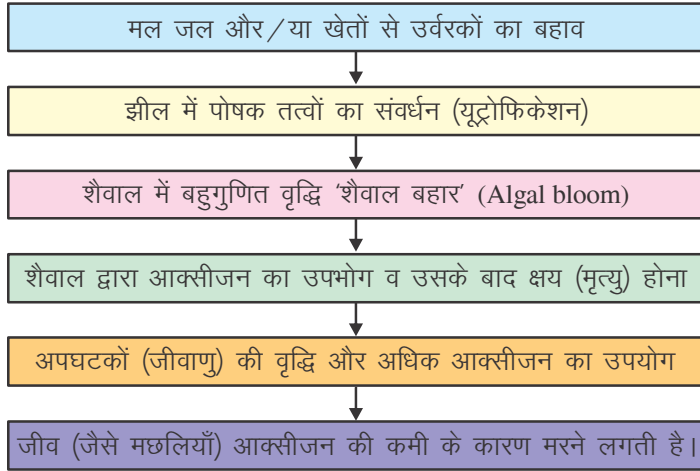 मल जल और/या खेतों से उर्वरकों का बहाव
झील में पोषक तत्वों का संवर्धन (यूट्रोफिकेशन)
शैवाल में बहुगुणित वृद्धि 'शैवाल बहार' (Algal bloom)
शैवाल द्वारा आक्सीजन का उपभोग व उसके बाद क्षय (मृत्यु) होना
अपघटकों (जीवाणु) की वृद्धि और अधिक आक्सीजन का उपयोग
जीव (जैसे मछलियाँ) आक्सीजन की कमी के कारण मरने लगती है।